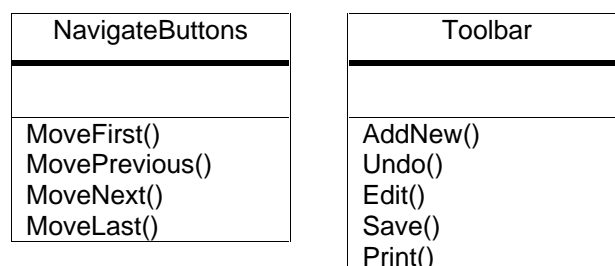 NavigateButtons
MoveFirst()
MovePrevious()
MoveNext()
MoveLast()
Toolbar
AddNew()
Undo()
Edit()
Save()
Print()